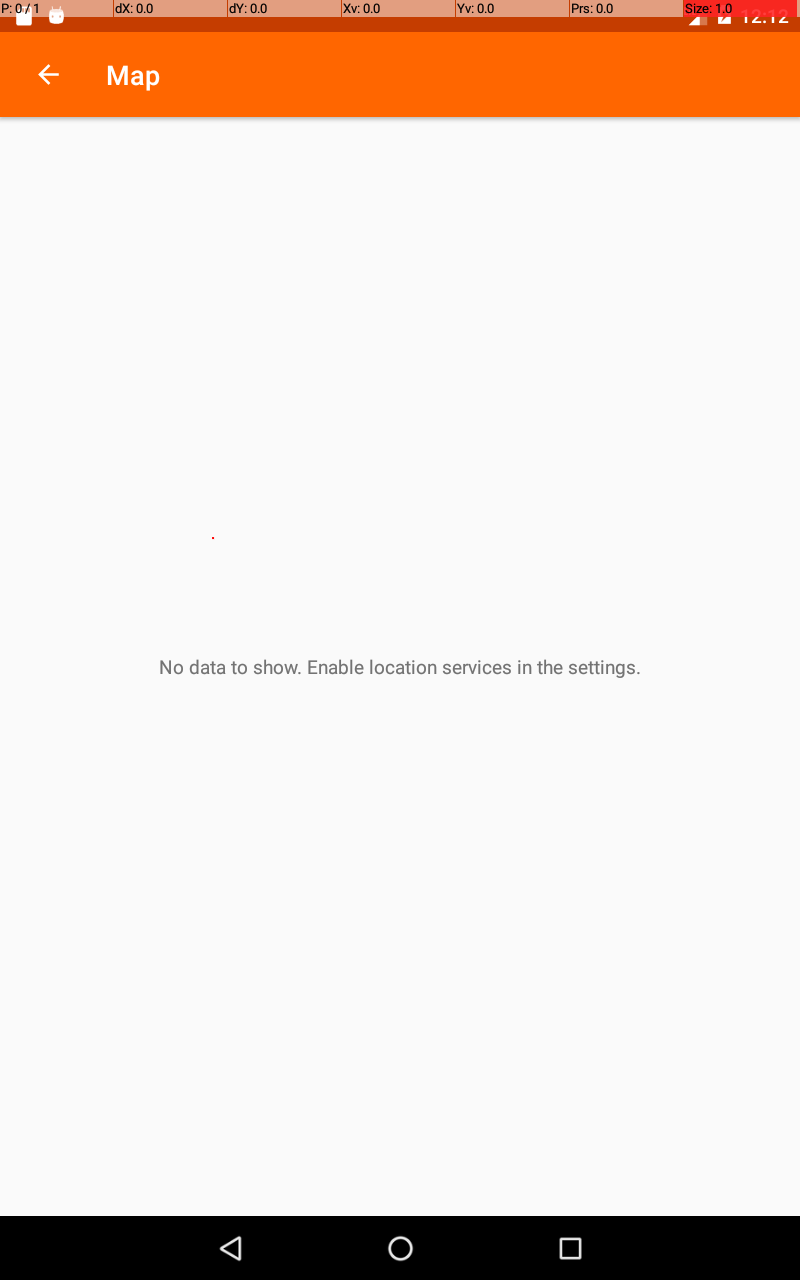 P: 0 / 1 dX: 0.0 dY: 0.0 Xv: 0.0 Yv: 0.0 Prs: 0.0 Size: 1.0
12:12
Map
No data to show. Enable location services in the settings.